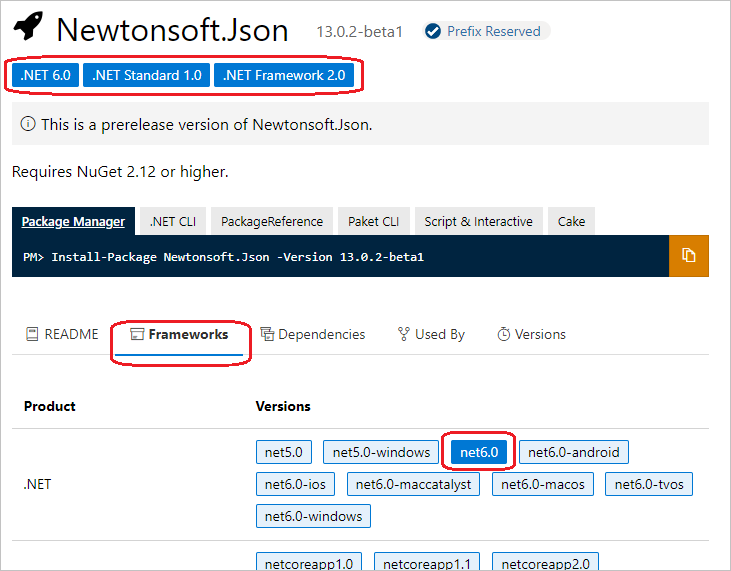 Newtonsoft.Json 13.0.2-beta1 Prefix Reserved
.NET 6.0 .NET Standard 1.0 .NET Framework 2.0
This is a prerelease version of Newtonsoft.Json.
Requires NuGet 2.12 or higher.
Package Manager .NET CLI PackageReference Paket CLI Script & Interactive Cake
PM> Install-Package Newtonsoft.Json -Version 13.0.2-beta1
README Frameworks Dependencies Used By Versions
Product Versions
net5.0 net5.0-windows net6.0 net6.0-android
.NET net6.0-ios net6.0-maccatalyst net6.0-macos net6.0-tvos
net6.0-windows
netcoreapp1.0 netcoreapp1.1 netcoreapp2.0